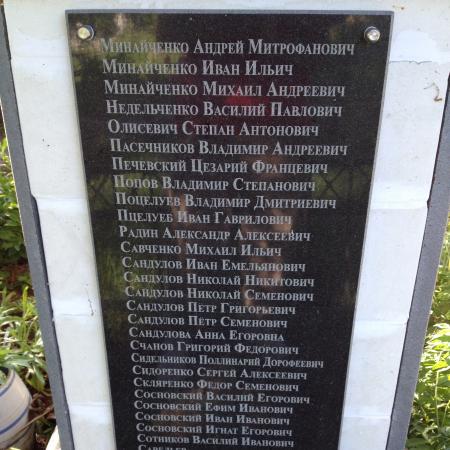 Минайченко Андрей Митрофанович
Минайченко Иван Ильич
Минайченко Михаил Андреевич
Недельченко Василий Павлович
Олисевич Степан Антонович
Пасечников Владимир Андреевич
Печевский Цезарий Францевич
Попов Владимир Степанович
Поцелуев Владимир Дмитриевич
Пцелуев Иван Гаврилович
Радин Александр Алексеевич
Савченко Михаил Ильич
Сандулов Иван Емельянович
Сандулов Николай Никитович
Сандулов Николай Семенович
Сандулов Пётр Григорьевич
Сандулов Пётр Семенович
Сандулова Анна Егоровна
Счанов Григорий Федорович
Сидельников Поллинарий Дорофеевич
Сидоренко Сергей Алексеевич
Скляренко Федор Семенович
Сосновский Василий Егорович
Сосновский Ефим Иванович
Сосновский Иван Иванович
Сосновский Игнат Егорович
Сотников Василий Иванович